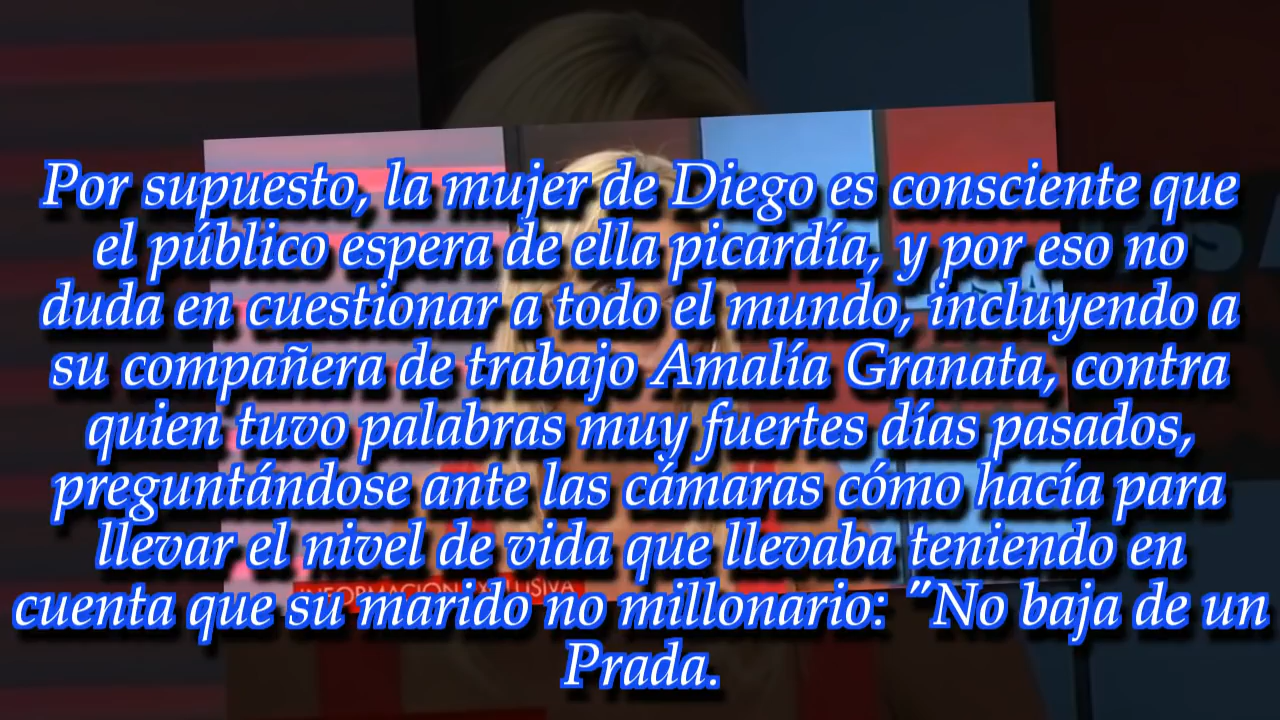 Por supuesto, la mujer de Diego es consciente que
el público espera de ella picardía, y por eso no
duda en cuestionar a todo el mundo, incluyendo a
su compañera de trabajo Amalía Granata, contra
quien tuvo palabras muy fuertes días pasados,
preguntándose ante las cámaras cómo hacía para
llevar el nivel de vida que llevaba teniendo en
cuenta que su marido no millonario: "No baja de un
Prada.
INFORMACIÓN EXCLUSIVA